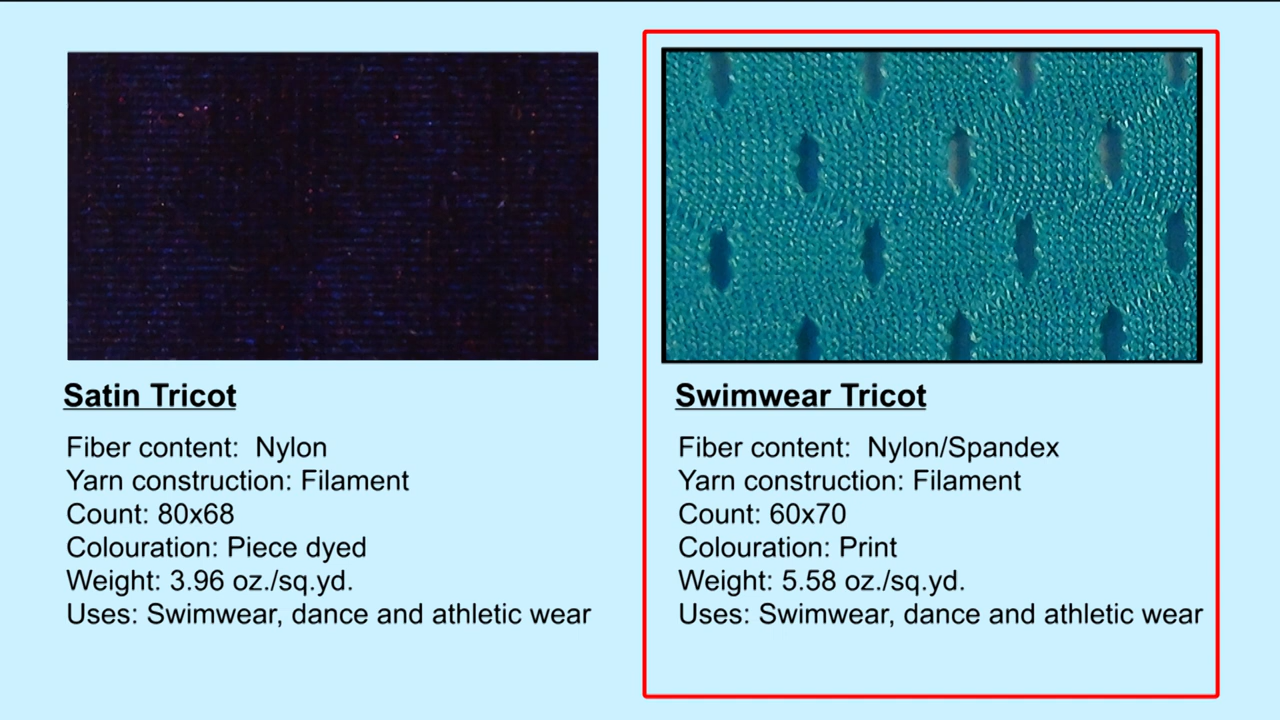 Satin Tricot
Fiber content:  Nylon
Yarn construction: Filament
Count: 80x68
Colouration: Piece dyed
Weight: 3.96 oz./sq.yd.
Uses: Swimwear, dance and athletic wear
Swimwear Tricot
Fiber content:  Nylon/Spandex
Yarn construction: Filament
Count: 60x70
Colouration: Print
Weight: 5.58 oz./sq.yd.
Uses: Swimwear, dance and athletic wear